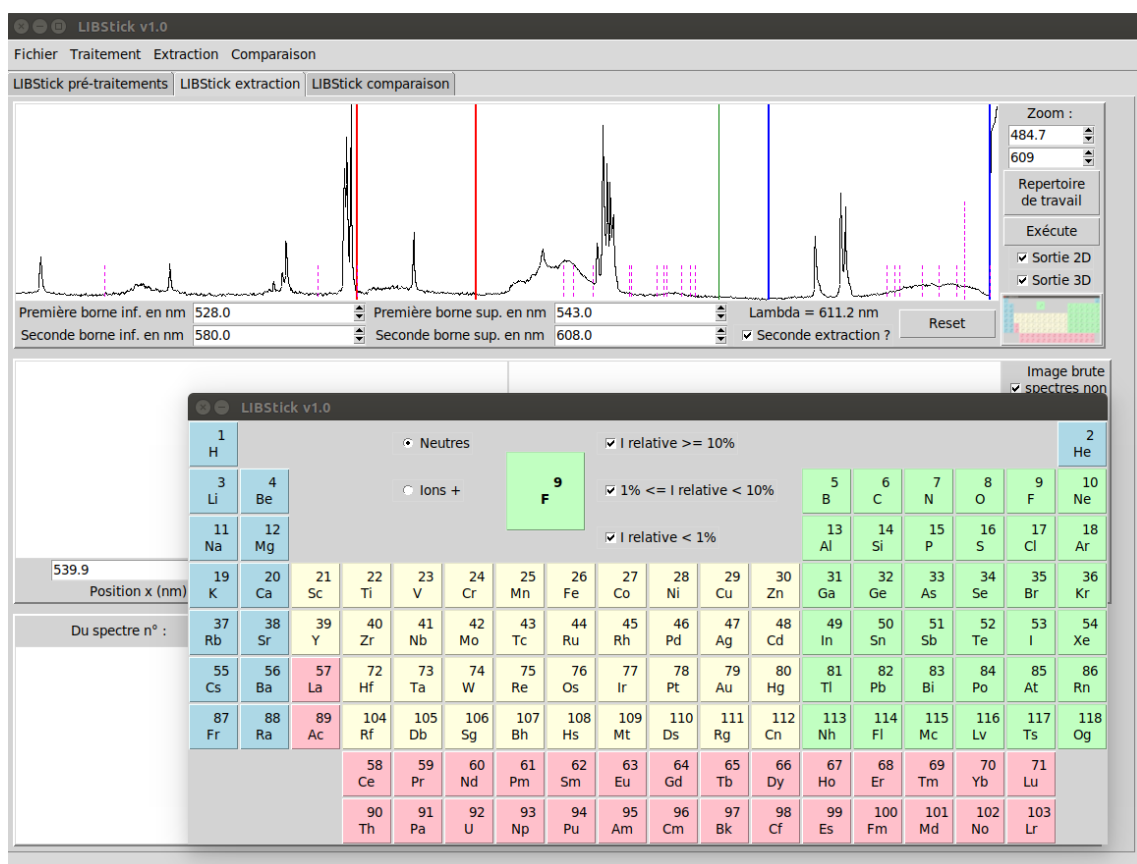 LIBStick v1.0
Fichier Traitement Extraction Comparaison
LIBStick pré-traitements LIBStick extraction LIBStick comparaison
Zoom :
484.7
609
Repertoire
de travail
Exécute
Sortie 2D
Sortie 3D
Première borne inf. en nm 528.0 Première borne sup. en nm 543.0 Lambda = 611.2 nm
Seconde borne inf. en nm 580.0 Seconde borne sup. en nm 608.0 Seconde extraction ? Reset
Image brute
spectres non
539.9
Position x (nm)
Du spectre n° :
LIBStick v1.0
Neutres I relative >= 10%
Ions + 1% <= I relative < 10%
I relative < 1%
9
F
1 2
H He
3 4 5 6 7 8 9 10
Li Be B C N O F Ne
11 12 13 14 15 16 17 18
Na Mg Al Si P S Cl Ar
19 20 21 22 23 24 25 26 27 28 29 30 31 32 33 34 35 36
K Ca Sc Ti V Cr Mn Fe Co Ni Cu Zn Ga Ge As Se Br Kr
37 38 39 40 41 42 43 44 45 46 47 48 49 50 51 52 53 54
Rb Sr Y Zr Nb Mo Tc Ru Rh Pd Ag Cd In Sn Sb Te I Xe
55 56 57 72 73 74 75 76 77 78 79 80 81 82 83 84 85 86
Cs Ba La Hf Ta W Re Os Ir Pt Au Hg Tl Pb Bi Po At Rn
87 88 89 104 105 106 107 108 109 110 111 112 113 114 115 116 117 118
Fr Ra Ac Rf Db Sg Bh Hs Mt Ds Rg Cn Nh Fl Mc Lv Ts Og
58 59 60 61 62 63 64 65 66 67 68 69 70 71
Ce Pr Nd Pm Sm Eu Gd Tb Dy Ho Er Tm Yb Lu
90 91 92 93 94 95 96 97 98 99 100 101 102 103
Th Pa U Np Pu Am Cm Bk Cf Es Fm Md No Lr